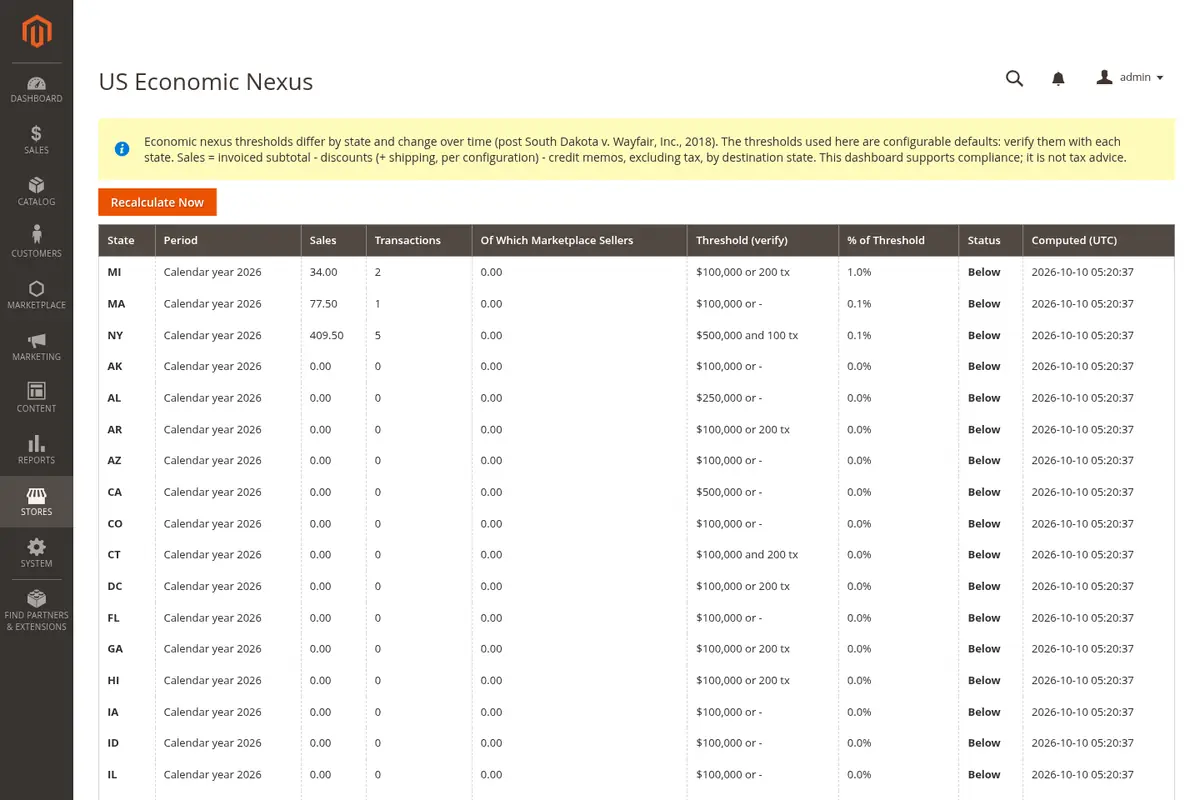 US Economic Nexus
admin
Economic nexus thresholds differ by state and change over time (post South Dakota v. Wayfair, Inc., 2018). The thresholds used here are configurable defaults: verify them with each
state. Sales = invoiced subtotal - discounts (+ shipping, per configuration) - credit memos, excluding tax, by destination state. This dashboard supports compliance; it is not tax advice.
Recalculate Now
DASHBOARD
SALES
CATALOG
CUSTOMERS
MARKETPLACE
MARKETING
CONTENT
REPORTS
STORES
SYSTEM
FIND PARTNERS
& EXTENSIONS
State Period Sales Transactions Of Which Marketplace Sellers Threshold (verify) % of Threshold Status Computed (UTC)
MI Calendar year 2026 34.00 2 0.00 $100,000 or 200 tx 1.0% Below 2026-10-10 05:20:37
MA Calendar year 2026 77.50 1 0.00 $100,000 or - 0.1% Below 2026-10-10 05:20:37
NY Calendar year 2026 409.50 5 0.00 $500,000 and 100 tx 0.1% Below 2026-10-10 05:20:37
AK Calendar year 2026 0.00 0 0.00 $100,000 or - 0.0% Below 2026-10-10 05:20:37
AL Calendar year 2026 0.00 0 0.00 $250,000 or - 0.0% Below 2026-10-10 05:20:37
AR Calendar year 2026 0.00 0 0.00 $100,000 or 200 tx 0.0% Below 2026-10-10 05:20:37
AZ Calendar year 2026 0.00 0 0.00 $100,000 or - 0.0% Below 2026-10-10 05:20:37
CA Calendar year 2026 0.00 0 0.00 $500,000 or - 0.0% Below 2026-10-10 05:20:37
CO Calendar year 2026 0.00 0 0.00 $100,000 or - 0.0% Below 2026-10-10 05:20:37
CT Calendar year 2026 0.00 0 0.00 $100,000 and 200 tx 0.0% Below 2026-10-10 05:20:37
DC Calendar year 2026 0.00 0 0.00 $100,000 or 200 tx 0.0% Below 2026-10-10 05:20:37
FL Calendar year 2026 0.00 0 0.00 $100,000 or - 0.0% Below 2026-10-10 05:20:37
GA Calendar year 2026 0.00 0 0.00 $100,000 or 200 tx 0.0% Below 2026-10-10 05:20:37
HI Calendar year 2026 0.00 0 0.00 $100,000 or 200 tx 0.0% Below 2026-10-10 05:20:37
IA Calendar year 2026 0.00 0 0.00 $100,000 or - 0.0% Below 2026-10-10 05:20:37
ID Calendar year 2026 0.00 0 0.00 $100,000 or - 0.0% Below 2026-10-10 05:20:37
IL Calendar year 2026 0.00 0 0.00 $100,000 or - 0.0% Below 2026-10-10 05:20:37